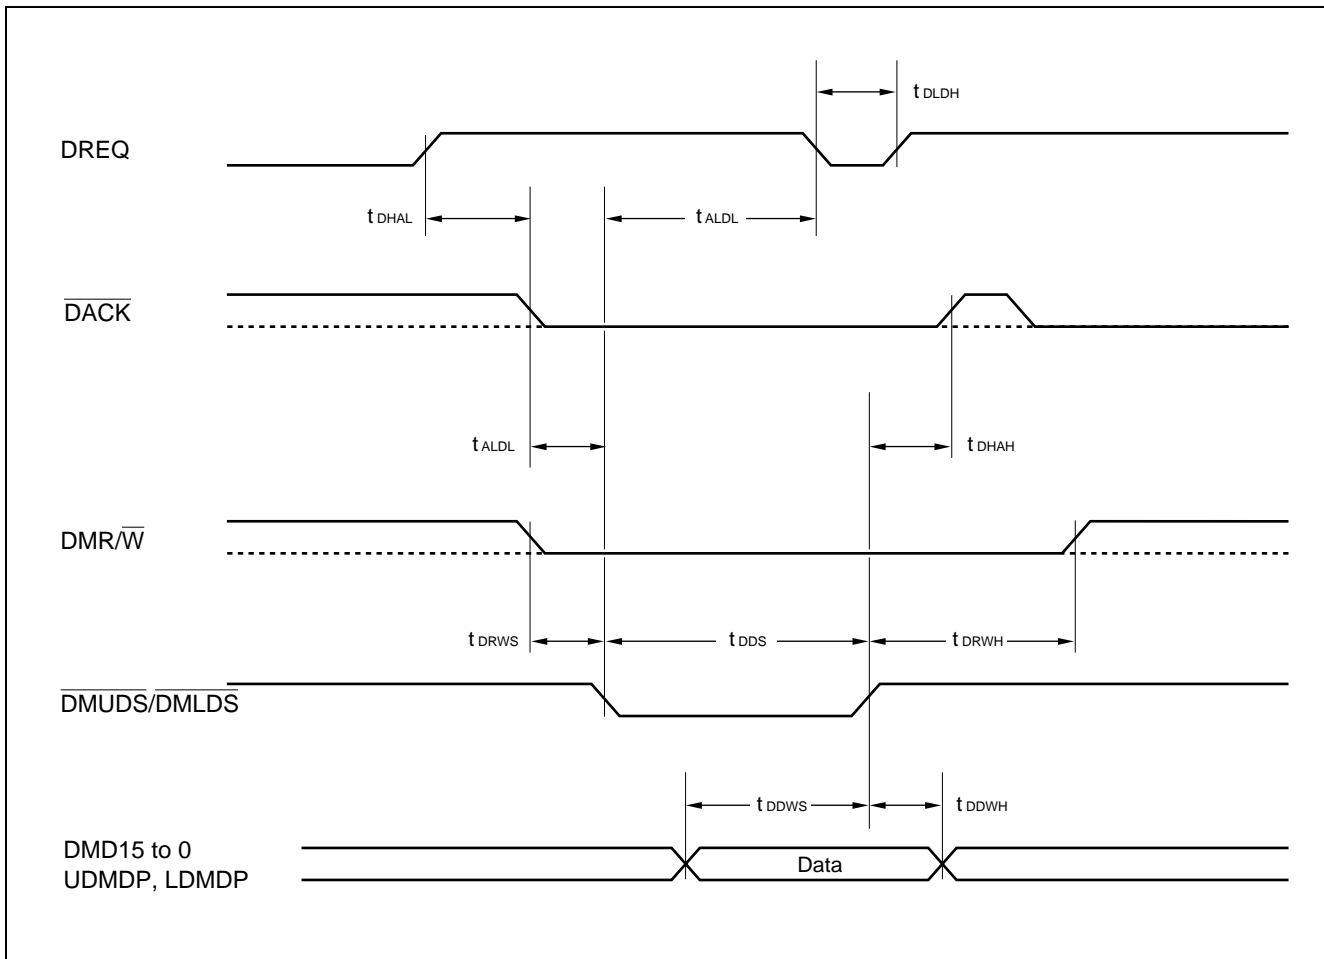 t DLDH
DREQ
t DHAL
t ALDL
DACK
t ALDL
t DHAH
DMR/W
t DRWS
t DDS
t DRWH
DMUDS/DMLDS
t DDWS
t DDWH
DMD15 to 0
UDMDP, LDMDP
Data